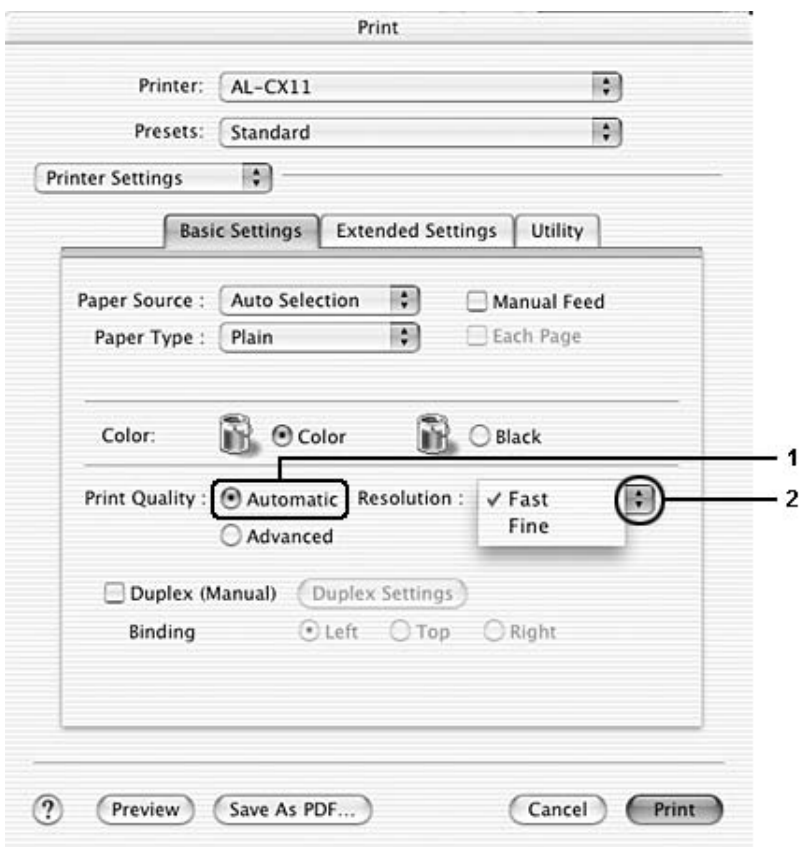 Print
Printer: AL-CX11
Presets: Standard
Printer Settings
Basic Settings Extended Settings Utility
Paper Source : Auto Selection Manual Feed
Paper Type : Plain Each Page
Color: Color Black
1
Print Quality : Automatic Resolution : ✓ Fast 2
Advanced Fine
Duplex (Manual) Duplex Settings
Binding Left Top Right
? Preview Save As PDF... Cancel Print